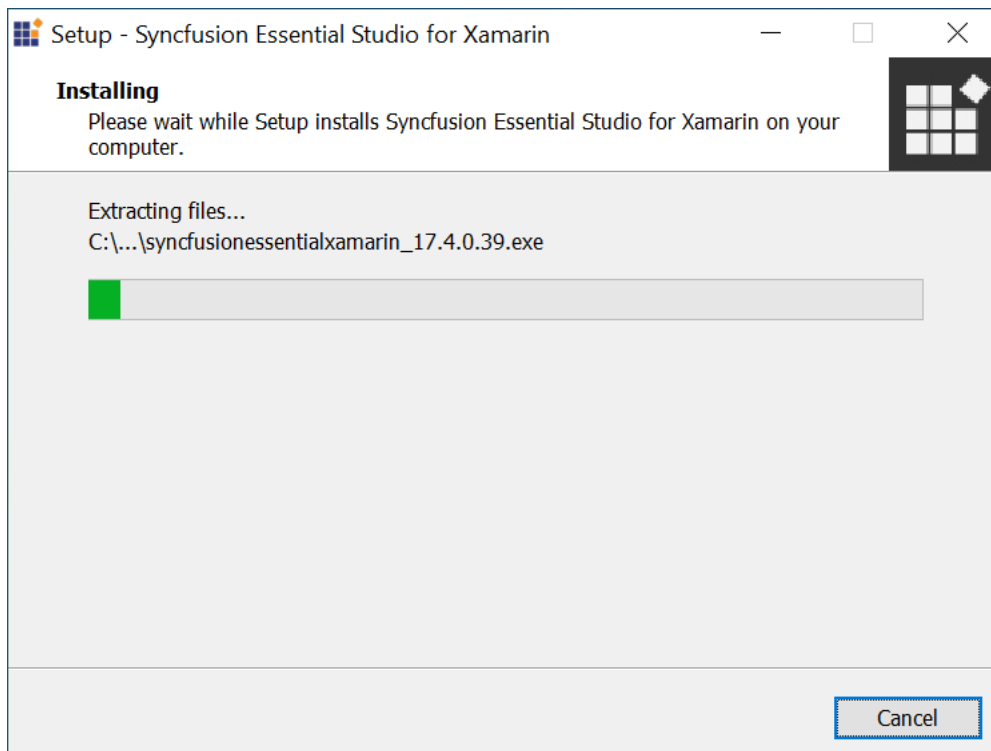 Setup - Syncfusion Essential Studio for Xamarin
Installing
Please wait while Setup installs Syncfusion Essential Studio for Xamarin on your
computer.
Extracting files...
C:\...\syncfusionessentialxamarin_17.4.0.39.exe
Cancel